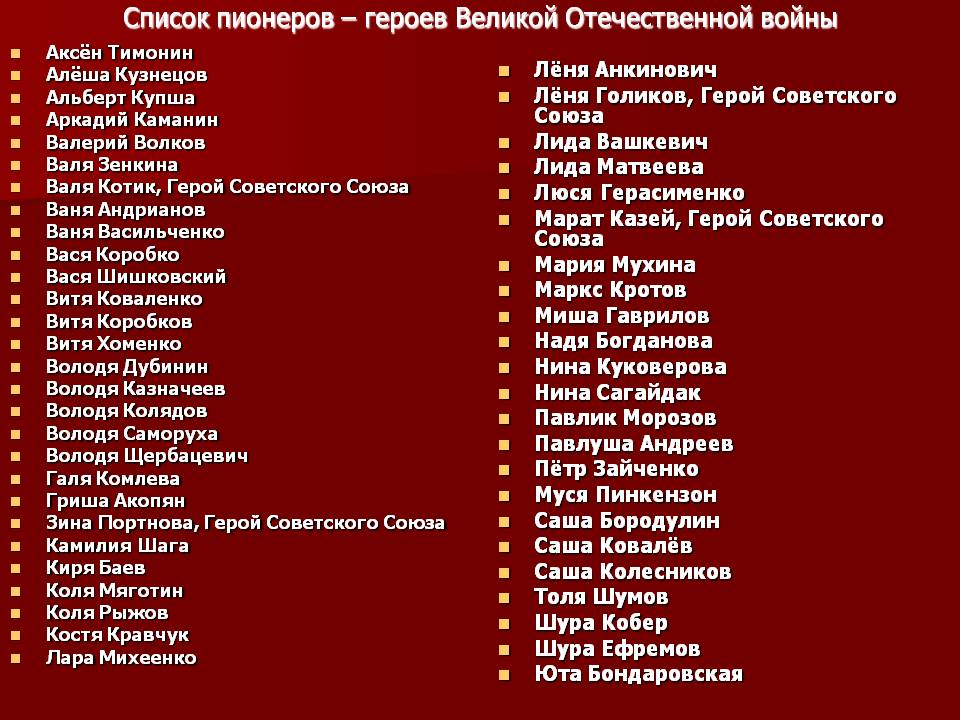 Список пионеров – героев Великой Отечественной войны
Аксён Тимонин
Алёша Кузнецов
Альберт Купша
Аркадий Каманин
Валерий Волков
Валя Зенкина
Валя Котик, Герой Советского Союза
Ваня Андрианов
Ваня Васильченко
Вася Коробко
Вася Шишковский
Витя Коваленко
Витя Коробков
Витя Хоменко
Володя Дубинин
Володя Казначеев
Володя Колядов
Володя Саморуха
Володя Щербацевич
Галя Комлева
Гриша Акопян
Зина Портнова, Герой Советского Союза
Камилия Шага
Киря Баев
Коля Мяготин
Коля Рыжов
Костя Кравчук
Лара Михеенко
Лёня Анкинович
Лёня Голиков, Герой Советского
Союза
Лида Вашкевич
Лида Матвеева
Люся Герасименко
Марат Казей, Герой Советского
Союза
Мария Мухина
Маркс Кротов
Миша Гаврилов
Надя Богданова
Нина Куковерова
Нина Сагайдак
Павлик Морозов
Павлуша Андреев
Пётр Зайченко
Муся Пинкензон
Саша Бородулин
Саша Ковалёв
Саша Колесников
Толя Шумов
Шура Кобер
Шура Ефремов
Юта Бондаровская